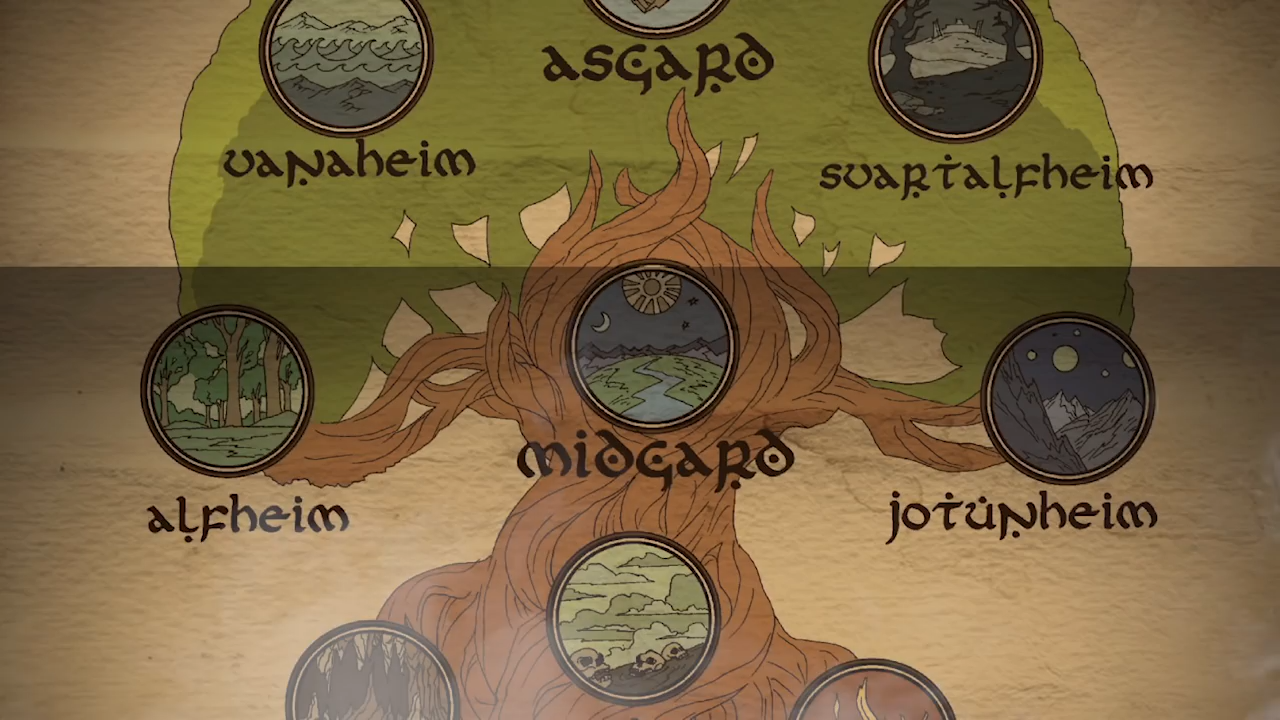 asgard
vanaheim
svartalfheim
midgard
alfheim
jotunheim